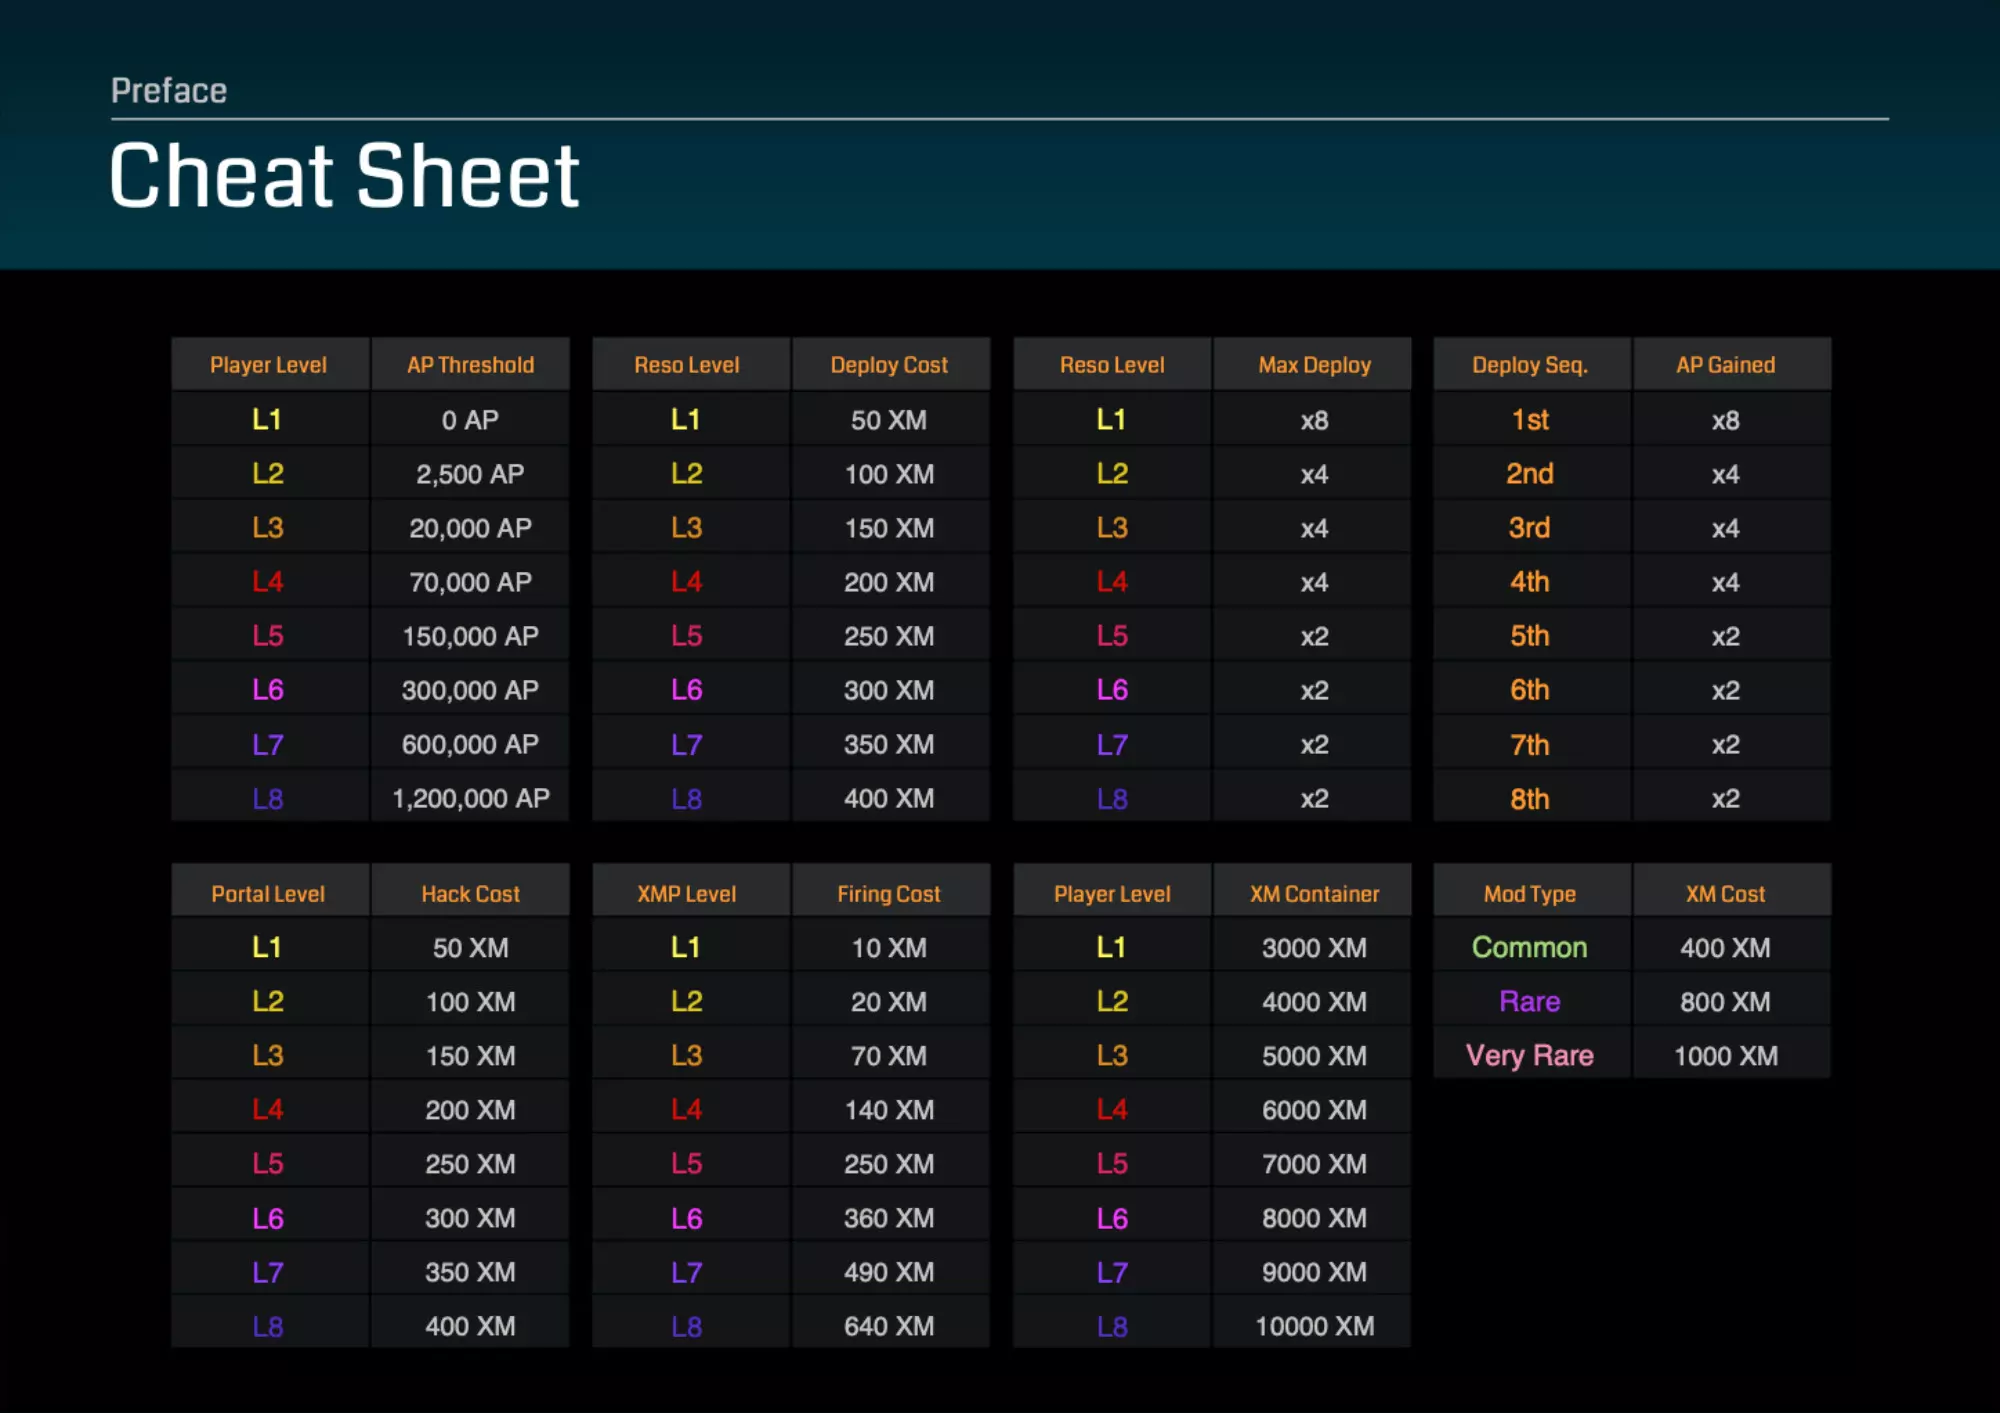 Preface
Cheat Sheet
Player Level AP Threshold
L1 0 AP
L2 2,500 AP
L3 20,000 AP
L4 70,000 AP
L5 150,000 AP
L6 300,000 AP
L7 600,000 AP
L8 1,200,000 AP
Reso Level Deploy Cost
L1 50 XM
L2 100 XM
L3 150 XM
L4 200 XM
L5 250 XM
L6 300 XM
L7 350 XM
L8 400 XM
Reso Level Max Deploy
L1 x8
L2 x4
L3 x4
L4 x4
L5 x2
L6 x2
L7 x2
L8 x2
Deploy Seq. AP Gained
1st x8
2nd x4
3rd x4
4th x4
5th x2
6th x2
7th x2
8th x2
Portal Level Hack Cost
L1 50 XM
L2 100 XM
L3 150 XM
L4 200 XM
L5 250 XM
L6 300 XM
L7 350 XM
L8 400 XM
XMP Level Firing Cost
L1 10 XM
L2 20 XM
L3 70 XM
L4 140 XM
L5 250 XM
L6 360 XM
L7 490 XM
L8 640 XM
Player Level XM Container
L1 3000 XM
L2 4000 XM
L3 5000 XM
L4 6000 XM
L5 7000 XM
L6 8000 XM
L7 9000 XM
L8 10000 XM
Mod Type XM Cost
Common 400 XM
Rare 800 XM
Very Rare 1000 XM